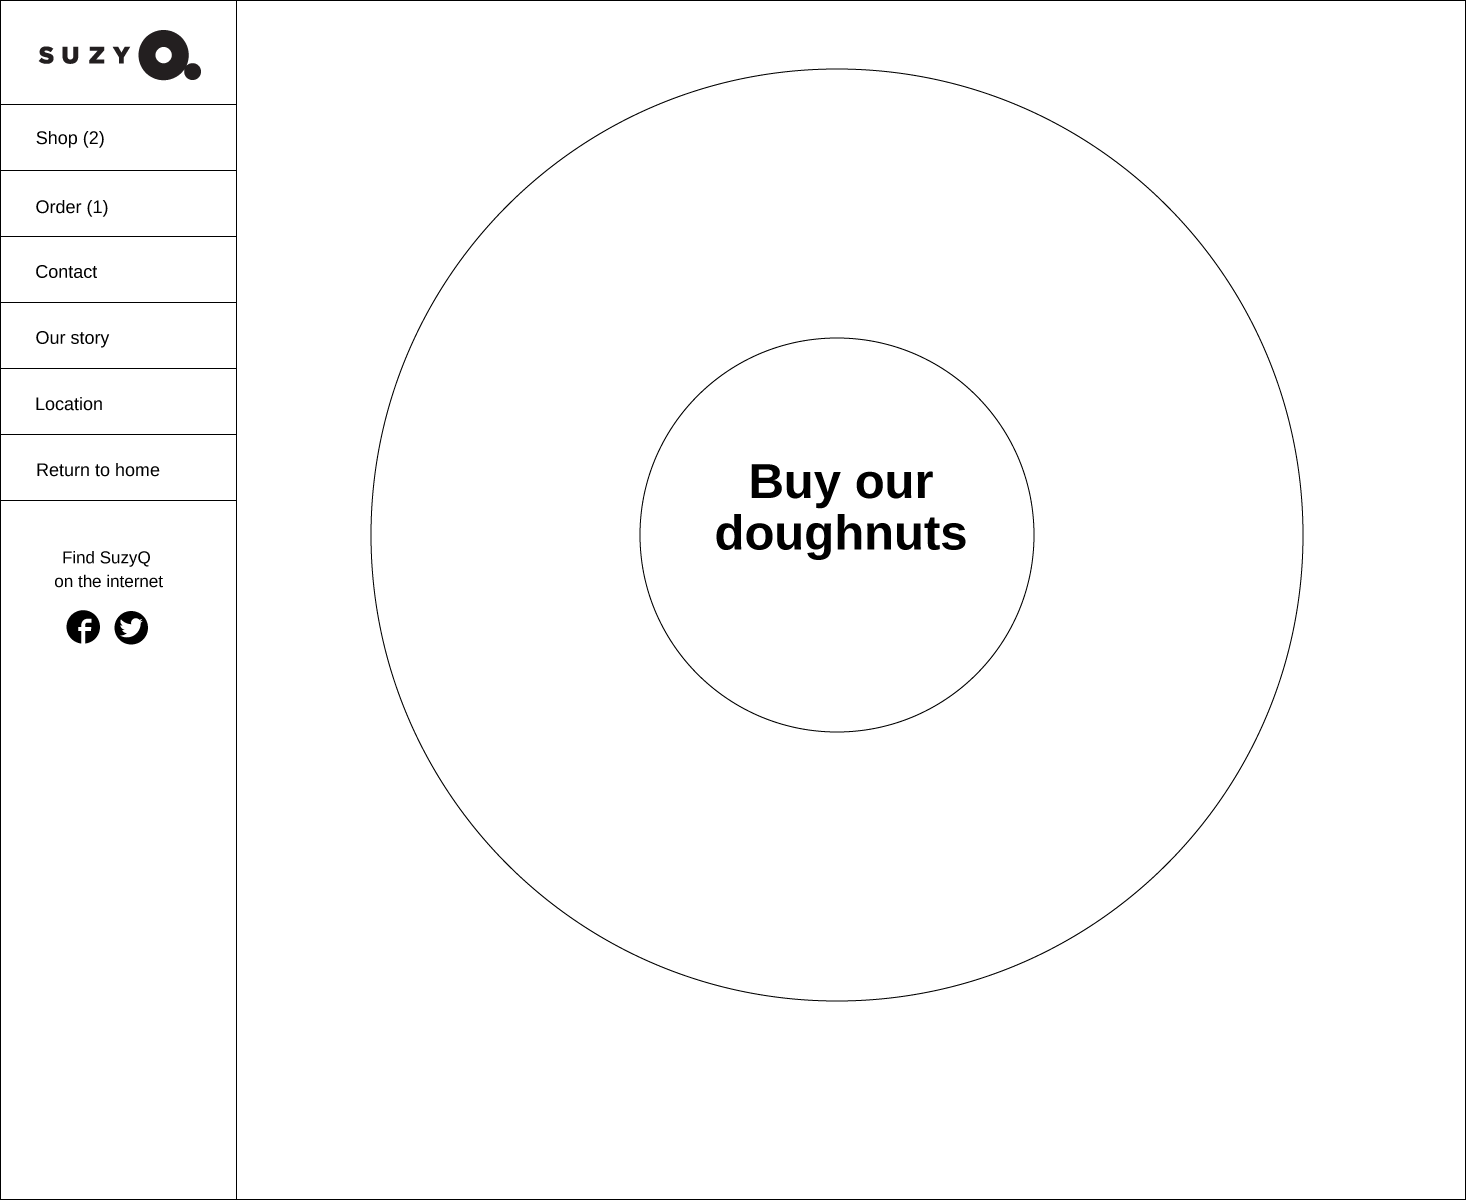 SUZY Q.
Shop (2)
Order (1)
Contact
Our story
Location
Return to home
Find SuzyQ
on the internet
Buy our
doughnuts